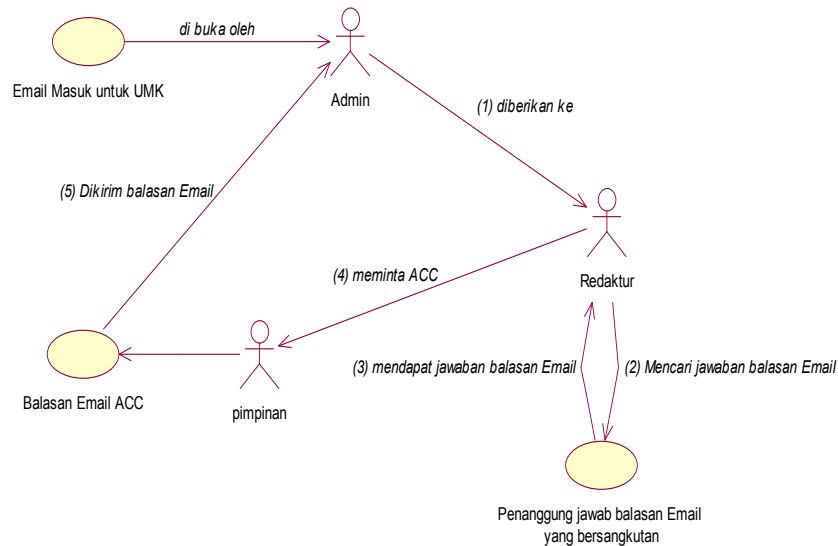 di buka oleh
Email Masuk untuk UMK
Admin
(1) diberikan ke
(5) Dikirim balasan Email
Redaktur
(4) meminta ACC
(3) mendapat jawaban balasan Email
(2) Mencari jawaban balasan Email
Balasan Email ACC
pimpinan
Penanggung jawab balasan Email
yang bersangkutan